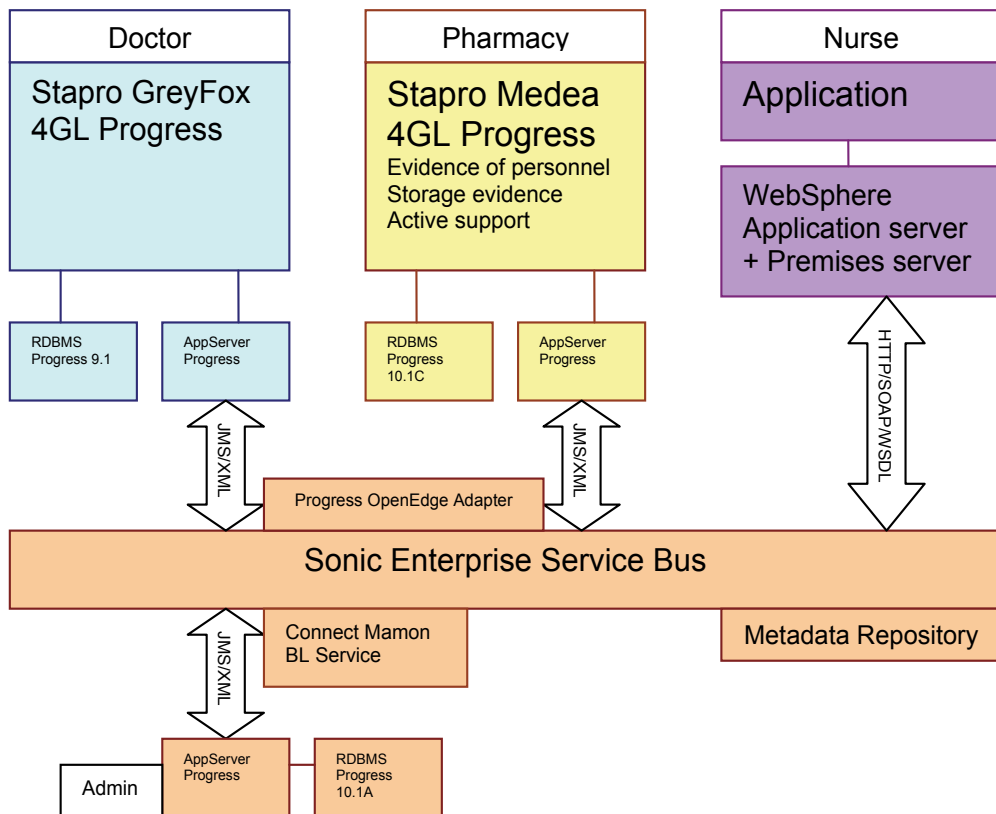 Doctor
Stapro GreyFox
4GL Progress
RDBMS
Progress 9.1
AppServer
Progress
Pharmacy
Stapro Medea
4GL Progress
Evidence of personnel
Storage evidence
Active support
RDBMS
Progress
10.1C
AppServer
Progress
Nurse
Application
WebSphere
Application server
+ Premises server
JMS/XML
JMS/XML
HTTP/SOAP/WSDL
Progress OpenEdge Adapter
Sonic Enterprise Service Bus
JMS/XML
Connect Mamon
BL Service
Metadata Repository
Admin
AppServer
Progress
RDBMS
Progress
10.1A